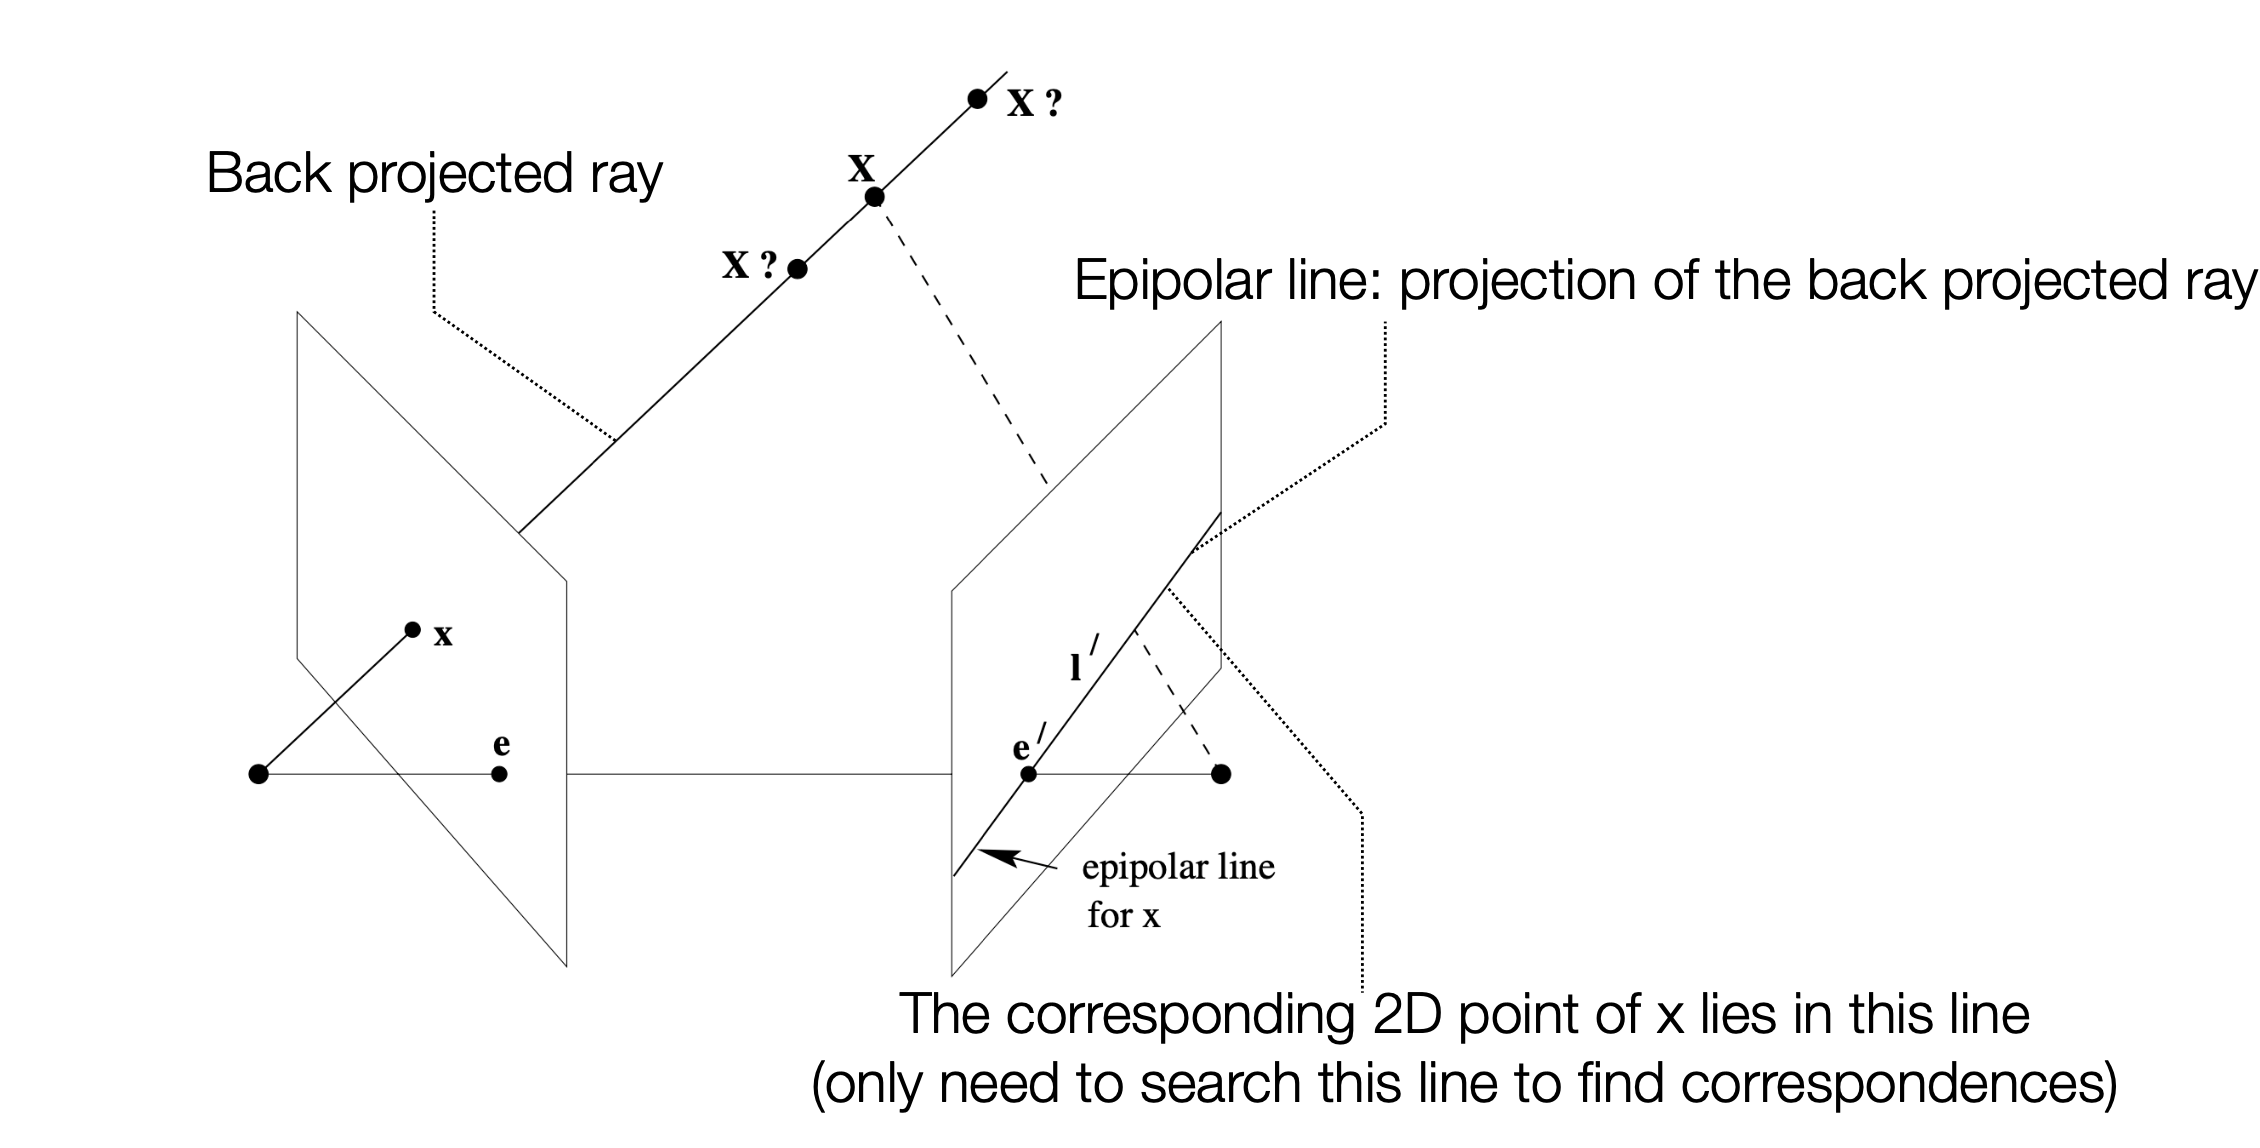 X ?
Back projected ray
X
X ?
Epipolar line: projection of the back projected ray
x
l ′
e
e ′
epipolar line
for x
The corresponding 2D point of x lies in this line
(only need to search this line to find correspondences)